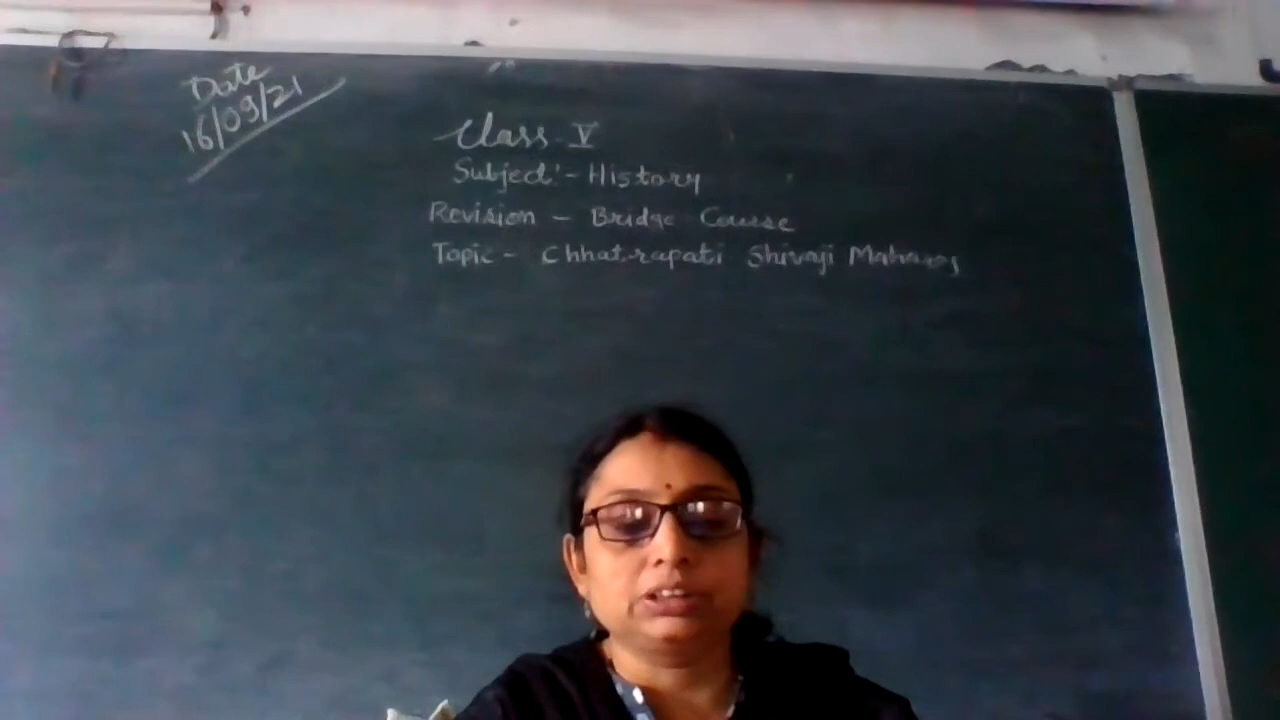 Date
16/09/21
Class - V
Subject :- History
Revision - Bridge Course
Topic - Chhatrapati Shivaji Maharaj